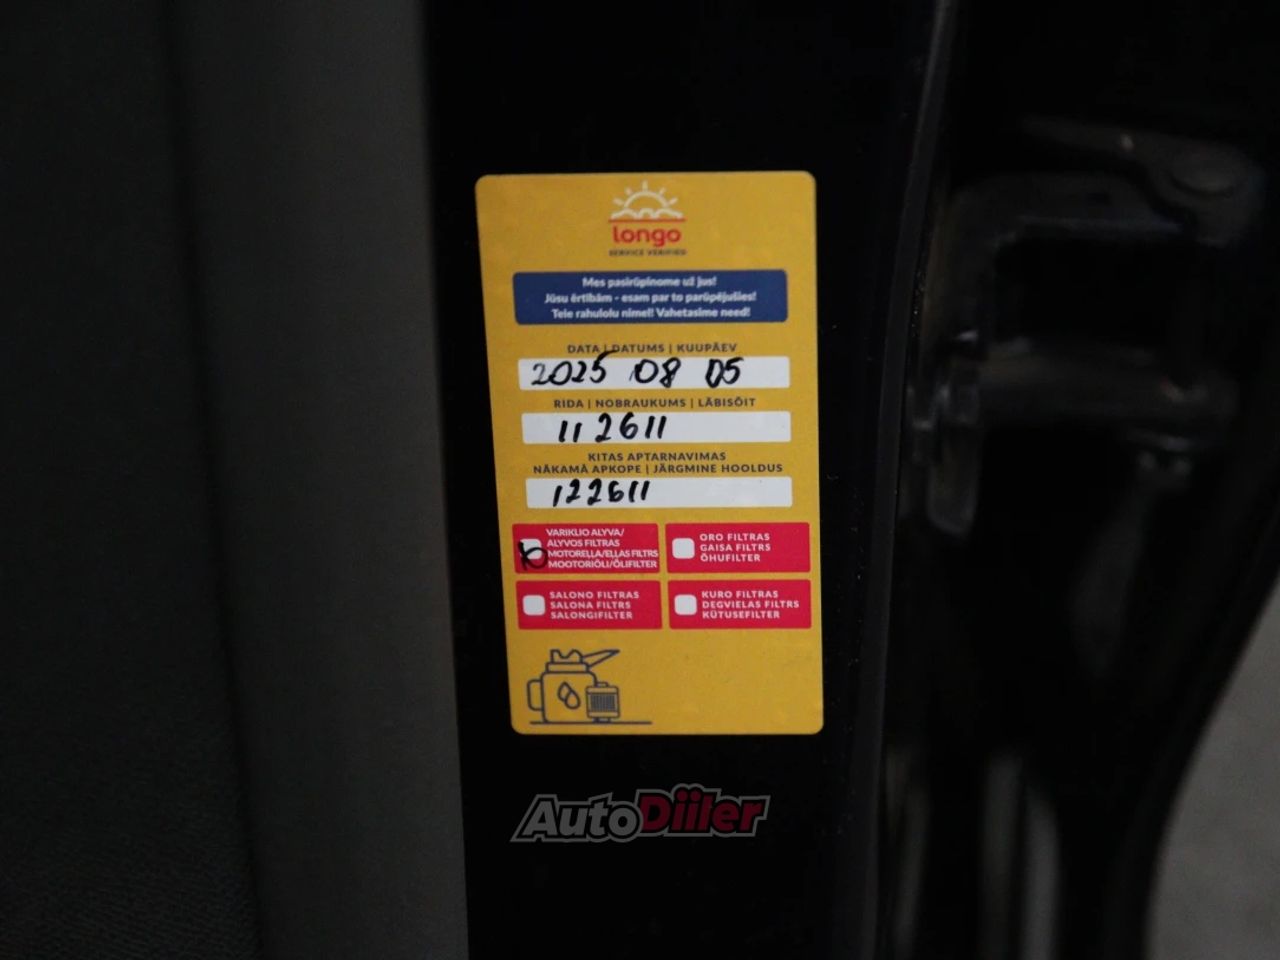 longo
SERVICE VERIFIED
Mes pasirūpinome už jus!
Jūsu ērtībām - esam par to parūpējušies!
Teie rahulolu nimel! Vahetasime need!
DATA | DATUMS | KUUPÄEV
2025 08 05
RIDA | NOBRAUKUMS | LÄBISÕIT
112611
KITAS APTARNAVIMAS
NĀKAMĀ APKOPE | JÄRGMINE HOOLDUS
122611
VARIKLIO ALYVA/
ALYVOS FILTRAS
MOTOREĻĻA/EĻĻAS FILTRS
MOOTORIÕLI/ÕLIFILTER
ORO FILTRAS
GAISA FILTRS
ÕHUFILTER
SALONO FILTRAS
SALONA FILTRS
SALONGIFILTER
KURO FILTRAS
DEGVIELAS FILTRS
KÜTUSEFILTER
AutoDiiler